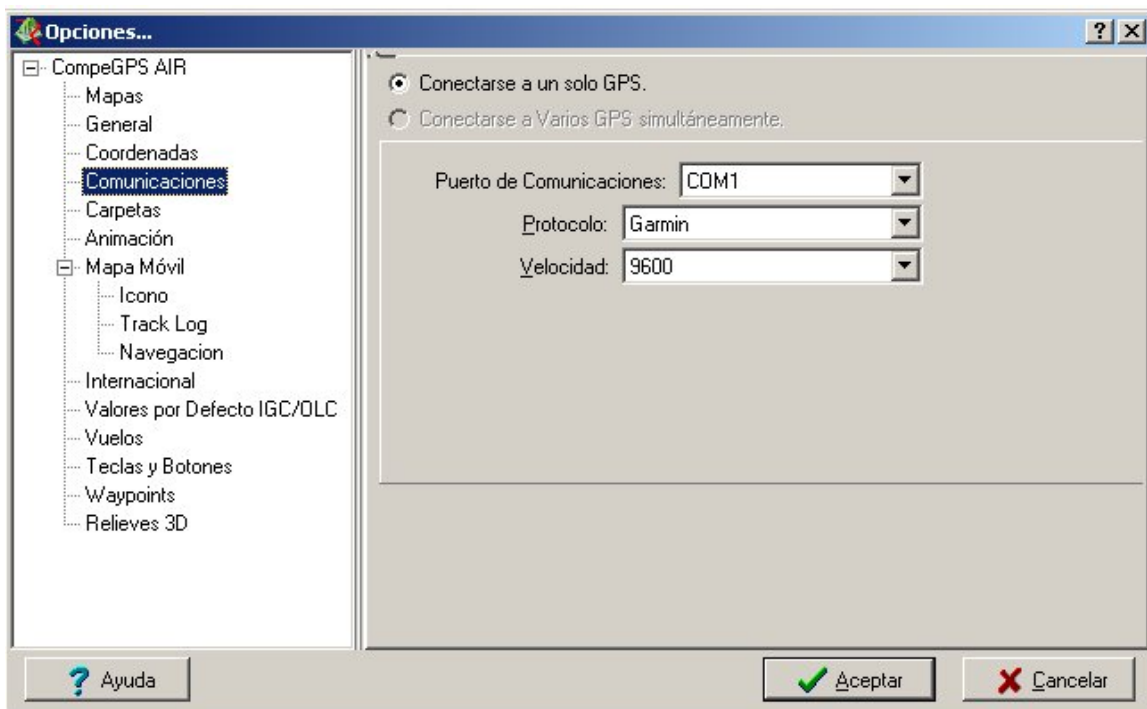 Opciones...
CompeGPS AIR
Mapas
General
Coordenadas
Comunicaciones
Carpetas
Animación
Mapa Móvil
Icono
Track Log
Navegacion
Internacional
Valores por Defecto IGC/OLC
Vuelos
Teclas y Botones
Waypoints
Relieves 3D
Conectarse a un solo GPS.
Conectarse a Varios GPS simultáneamente.
Puerto de Comunicaciones: COM1
Protocolo: Garmin
Velocidad: 9600
Ayuda
Aceptar
Cancelar